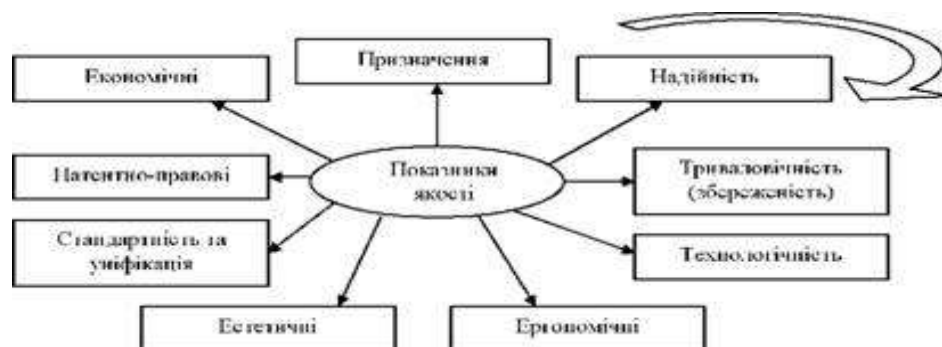 Призначення
Економічні
Надійність
Показники
якості
Патентно-правові
Триваловічність
(збереженість)
Стандартність та
уніфікація
Технологічність
Естетичні
Ергономічні